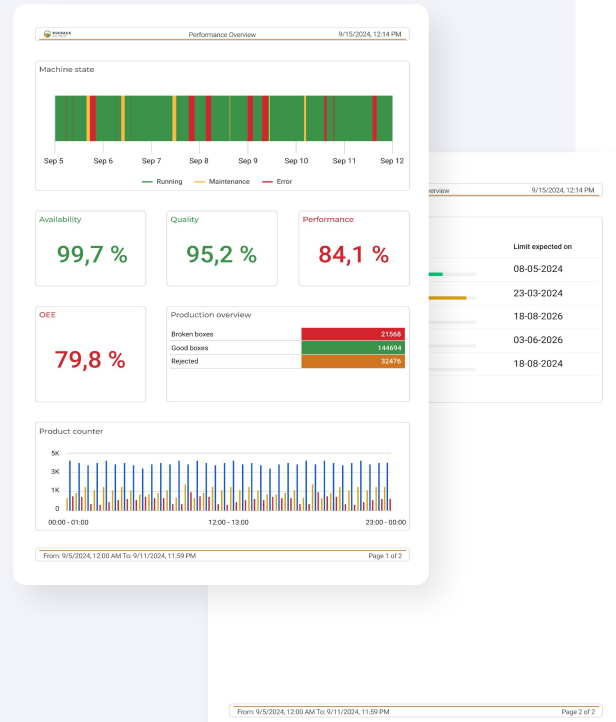 PROPACK
Performance Overview
9/15/2024, 12:14 PM
Machine state
Sep 5 Sep 6 Sep 7 Sep 8 Sep 9 Sep 10 Sep 11 Sep 12
Running Maintenance Error
Availability
99,7 %
Quality
95,2 %
Performance
84,1 %
OEE
79,8 %
Production overview
Broken boxes 21568
Good boxes 144694
Rejected 32476
Product counter
5K
3K
1K
0
00:00 - 01:00 12:00 - 13:00 23:00 - 00:00
From: 9/5/2024, 12:00 AM To: 9/11/2024, 11:59 PM Page 1 of 2
9/15/2024, 12:14 PM
Limit expected on
08-05-2024
23-03-2024
18-08-2026
03-06-2026
18-08-2024
From: 9/5/2024, 12:00 AM To: 9/11/2024, 11:59 PM Page 2 of 2